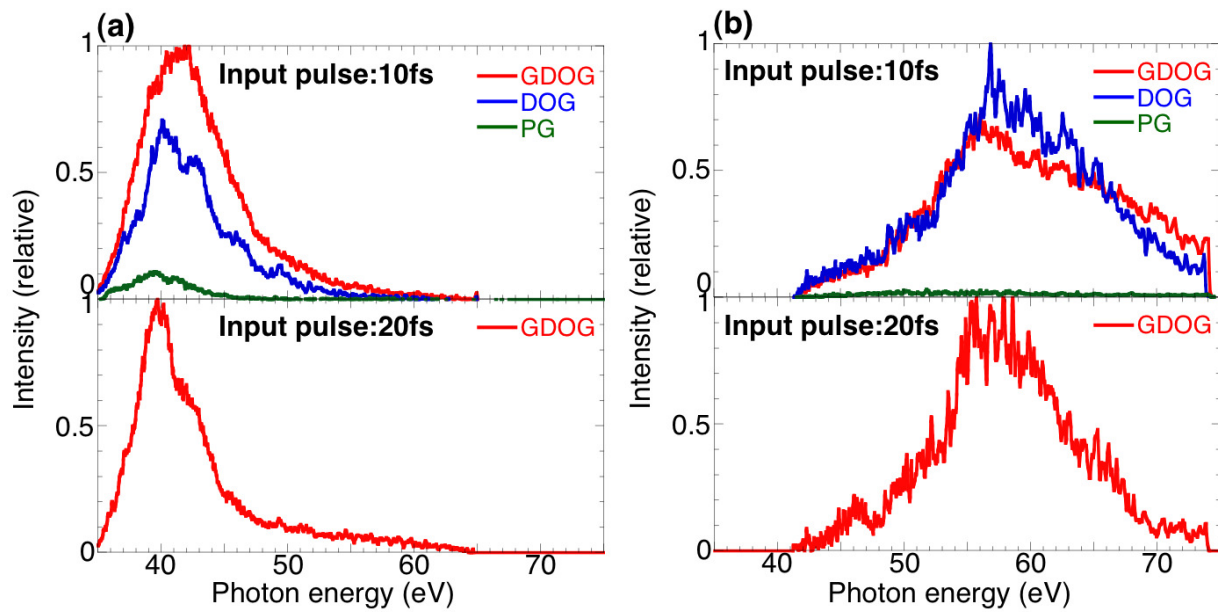 (a)
1
Input pulse:10fs
GDOG
DOG
PG
0.5
0
1
Input pulse:20fs
GDOG
0.5
0
40 50 60 70
Photon energy (eV)
Intensity (relative)
(b)
1
Input pulse:10fs
GDOG
DOG
PG
0.5
0
1
Input pulse:20fs
GDOG
0.5
0
40 50 60 70
Photon energy (eV)
Intensity (relative)